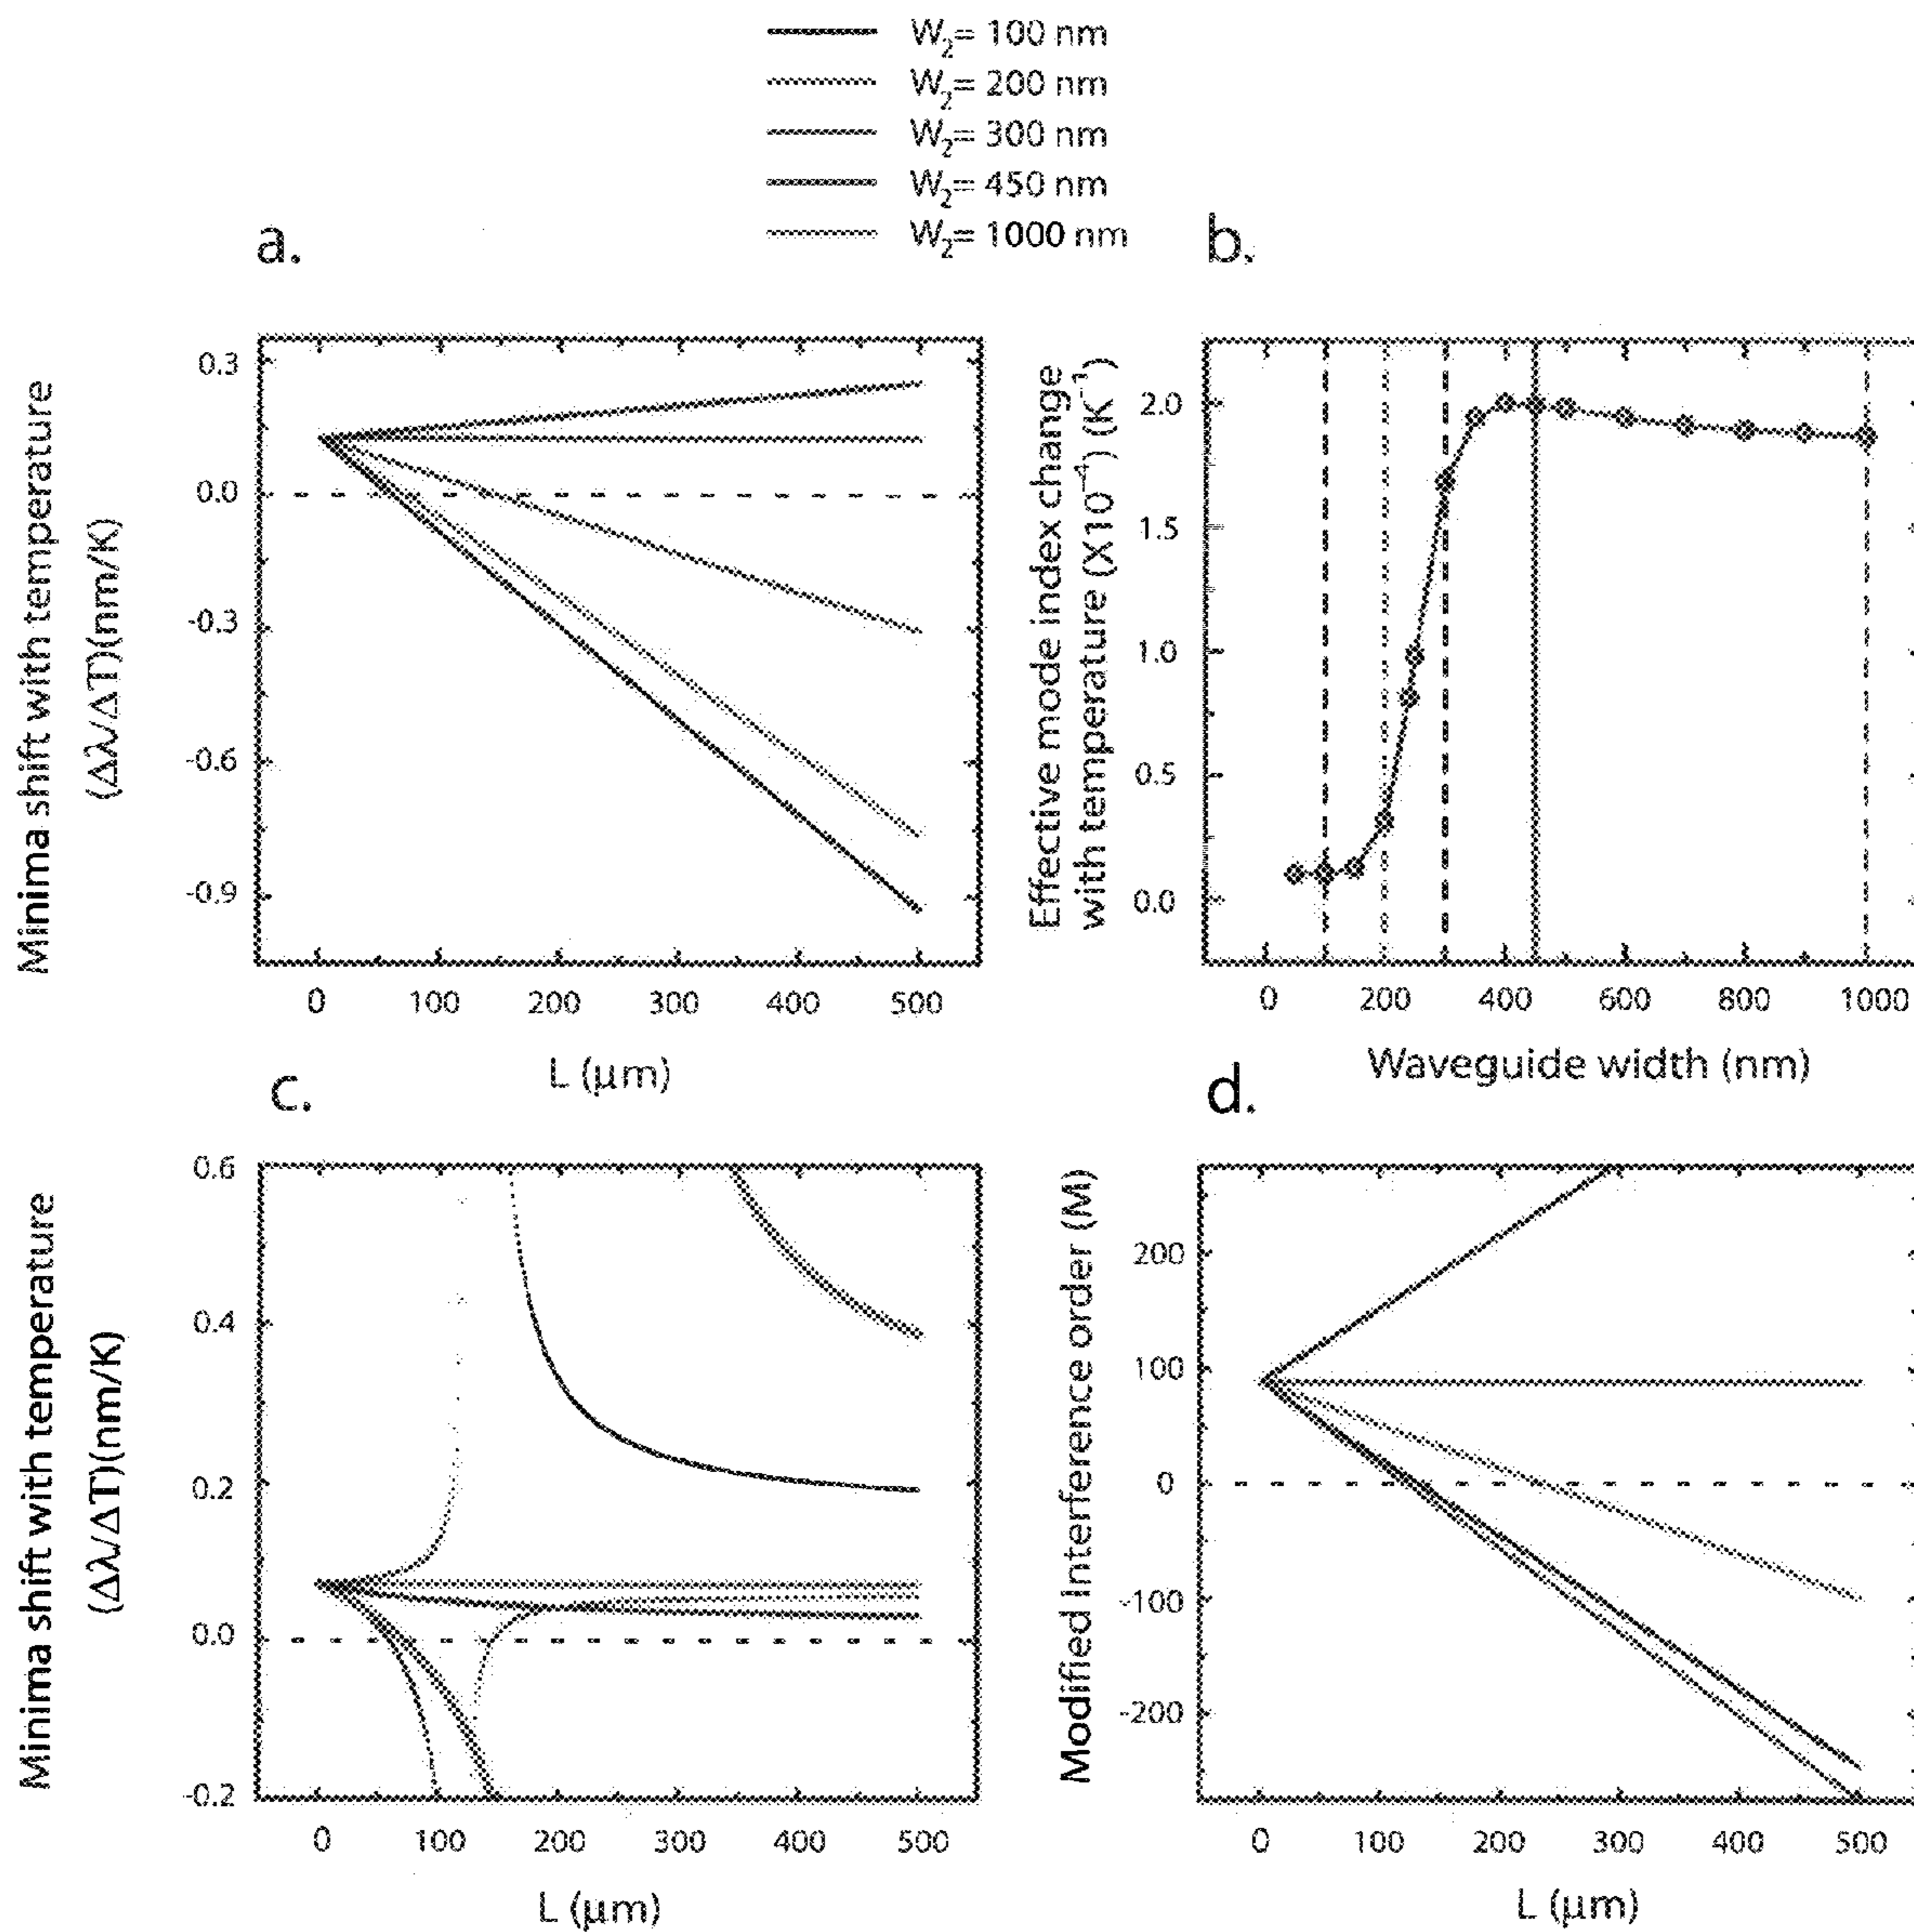 W2= 100 nm
W2= 200 nm
W2= 300 nm
W2= 450 nm
W2= 1000 nm
a.
Minima shift with temperature
(Δλ/ΔT)(nm/K)
0.3
0.0
-0.3
-0.6
-0.9
0 100 200 300 400 500
L (μm)
b.
Effective mode index change
with temperature (X10⁻⁴) (K⁻¹)
2.0
1.5
1.0
0.5
0.0
0 200 400 600 800 1000
Waveguide width (nm)
c.
Minima shift with temperature
(Δλ/ΔT)(nm/K)
0.6
0.4
0.2
0.0
-0.2
0 100 200 300 400 500
L (μm)
d.
Modified Interference order (M)
200
100
0
-100
-200
0 100 200 300 400 500
L (μm)